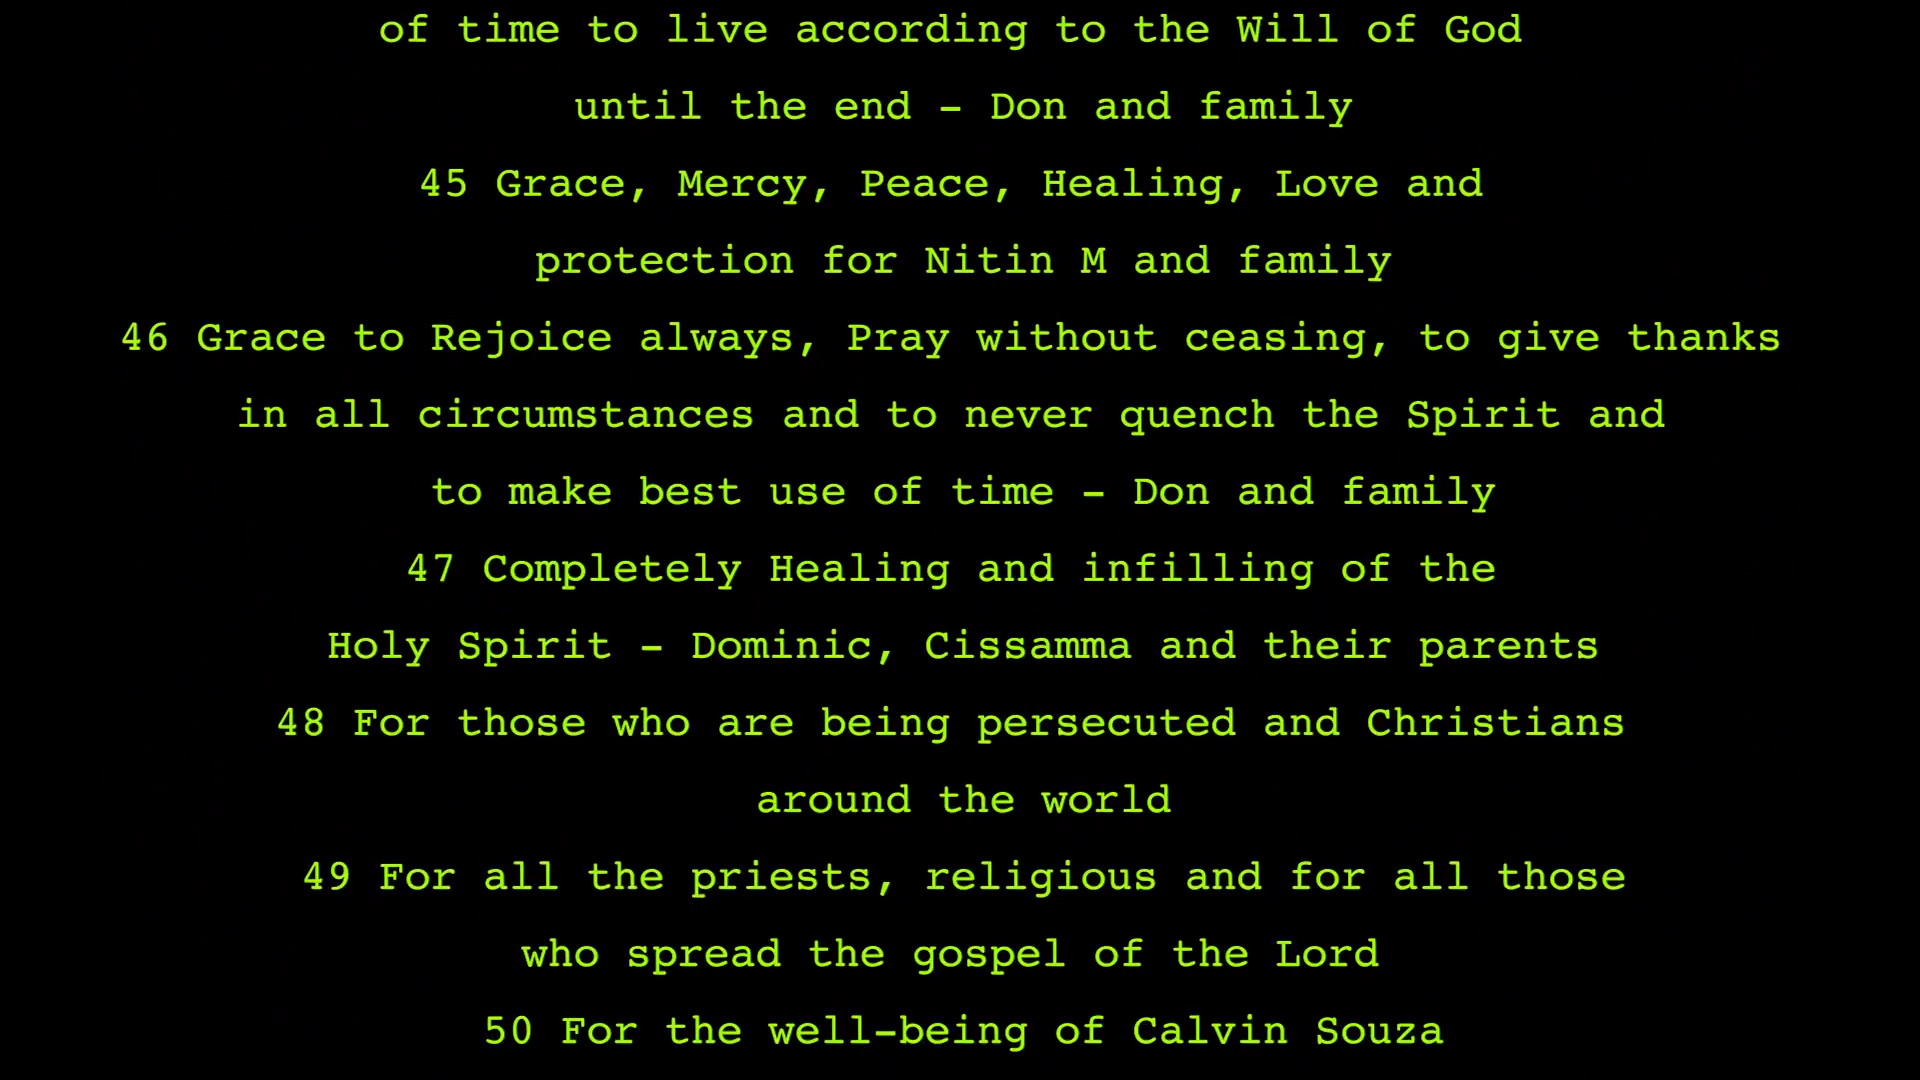 of time to live according to the Will of God
until the end - Don and family
45 Grace, Mercy, Peace, Healing, Love and
protection for Nitin M and family
46 Grace to Rejoice always, Pray without ceasing, to give thanks
in all circumstances and to never quench the Spirit and
to make best use of time - Don and family
47 Completely Healing and infilling of the
Holy Spirit - Dominic, Cissamma and their parents
48 For those who are being persecuted and Christians
around the world
49 For all the priests, religious and for all those
who spread the gospel of the Lord
50 For the well-being of Calvin Souza